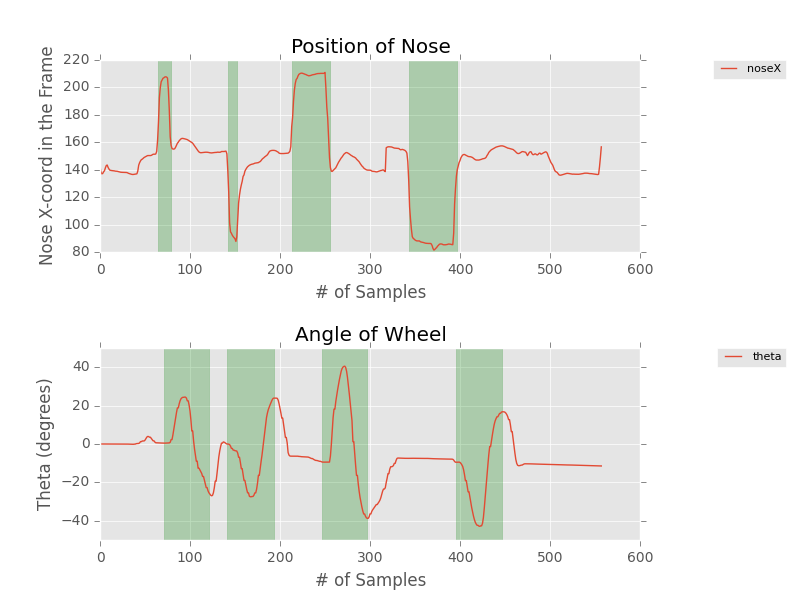 Position of Nose
Nose X-coord in the Frame
220
200
180
160
140
120
100
80
0 100 200 300 400 500 600
# of Samples
noseX
Angle of Wheel
Theta (degrees)
40
20
0
−20
−40
0 100 200 300 400 500 600
# of Samples
theta